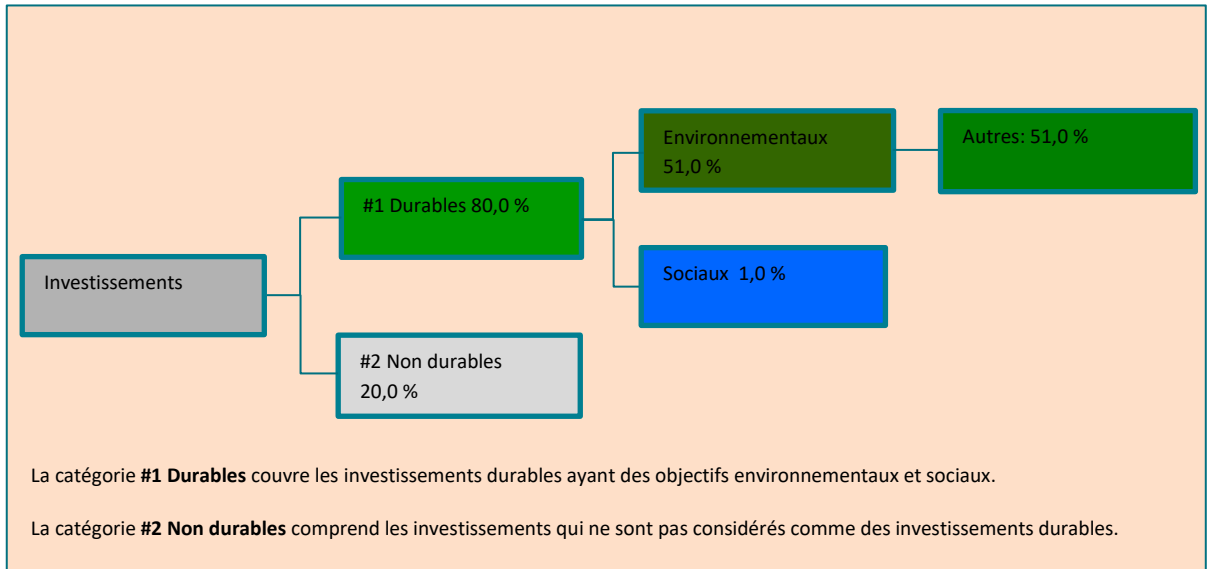 Environnementaux
51,0 %
Autres: 51,0 %
#1 Durables 80,0 %
Sociaux 1,0 %
Investissements
#2 Non durables
20,0 %
La catégorie #1 Durables couvre les investissements durables ayant des objectifs environnementaux et sociaux.
La catégorie #2 Non durables comprend les investissements qui ne sont pas considérés comme des investissements durables.